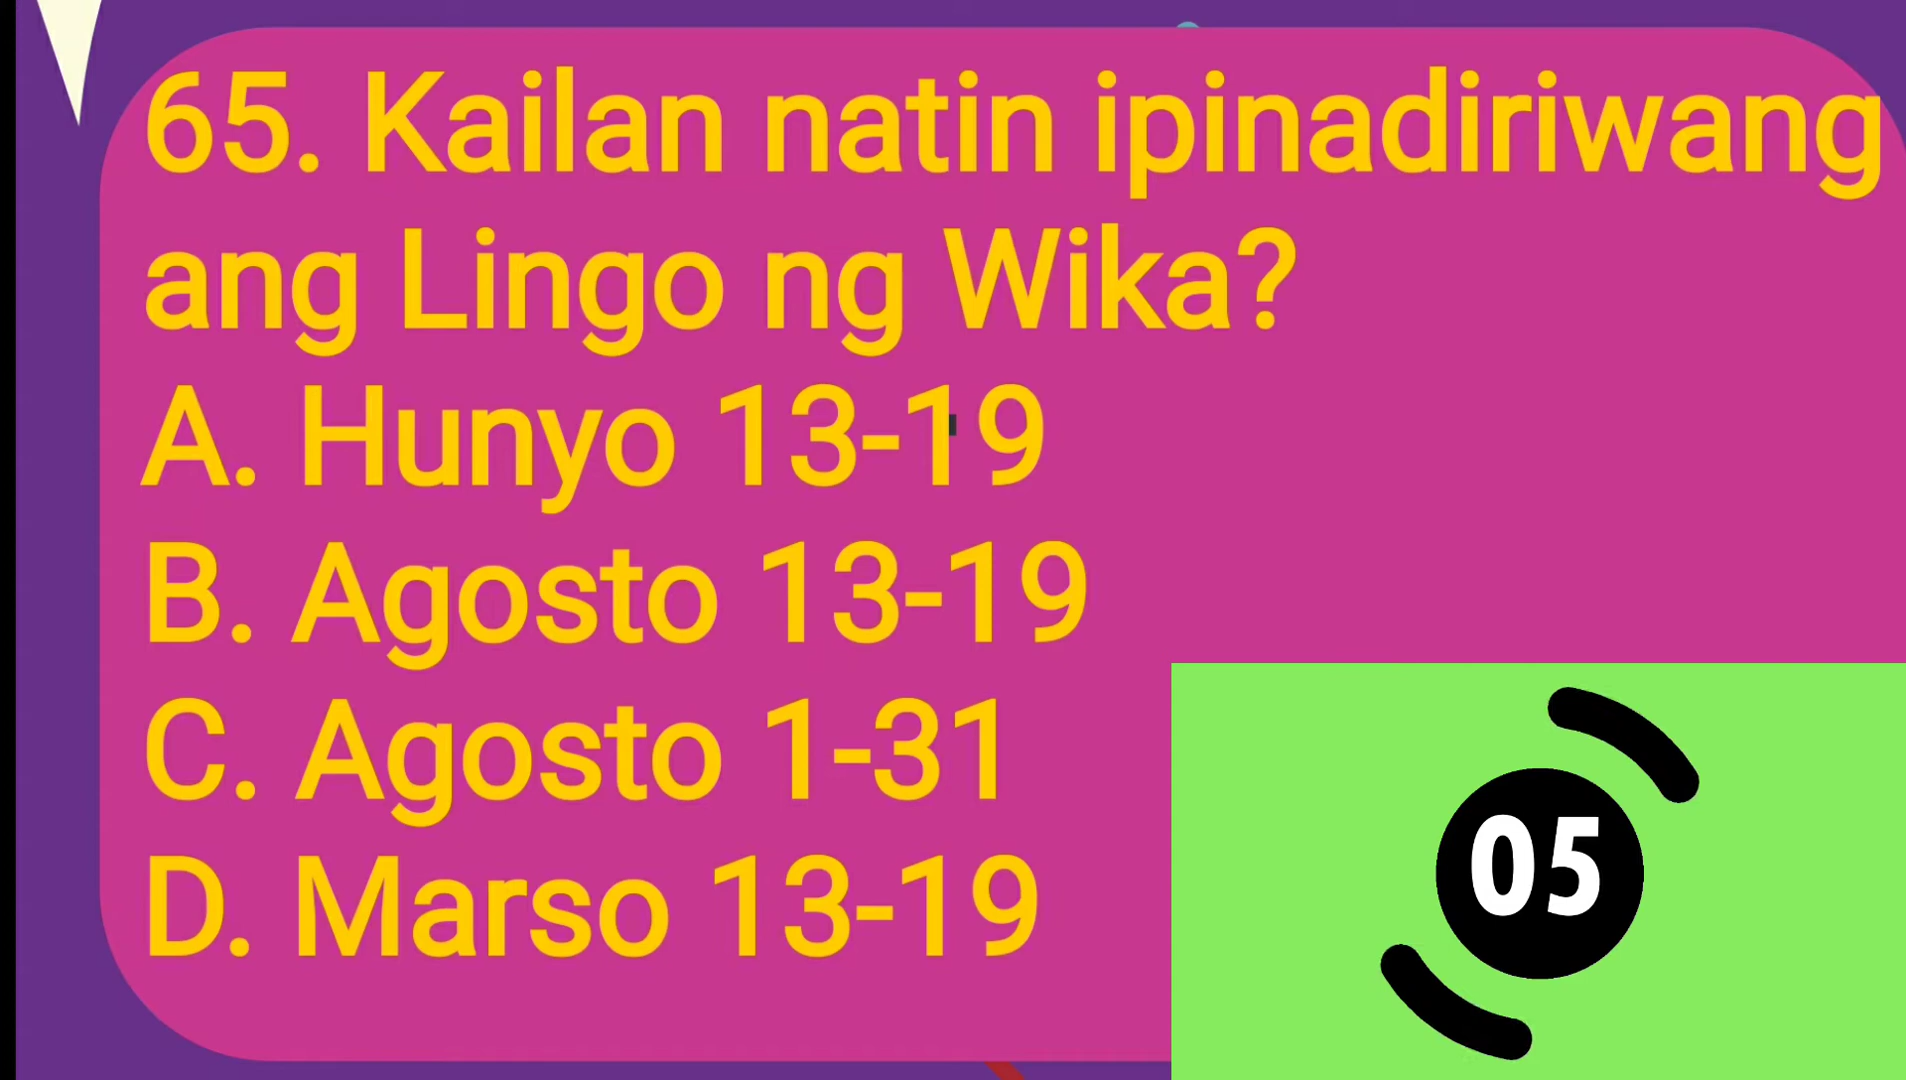 65. Kailan natin ipinadiriwang
ang Lingo ng Wika?
A. Hunyo 13-19
B. Agosto 13-19
C. Agosto 1-31
D. Marso 13-19
05